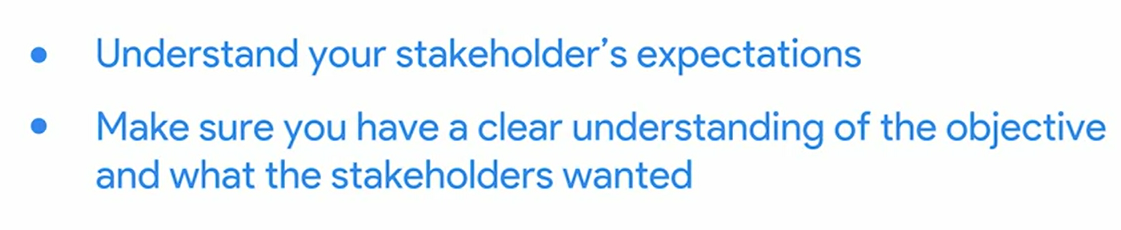 • Understand your stakeholder’s expectations
• Make sure you have a clear understanding of the objective
and what the stakeholders wanted